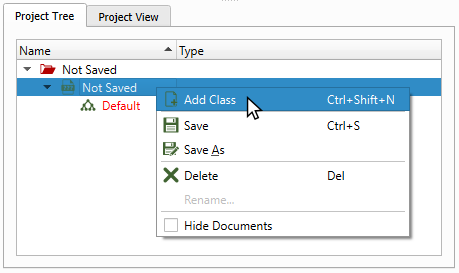 Project Tree Project View
Name Type
Not Saved
Not Saved
Default
Add Class Ctrl+Shift+N
Save Ctrl+S
Save As
Delete Del
Rename...
Hide Documents